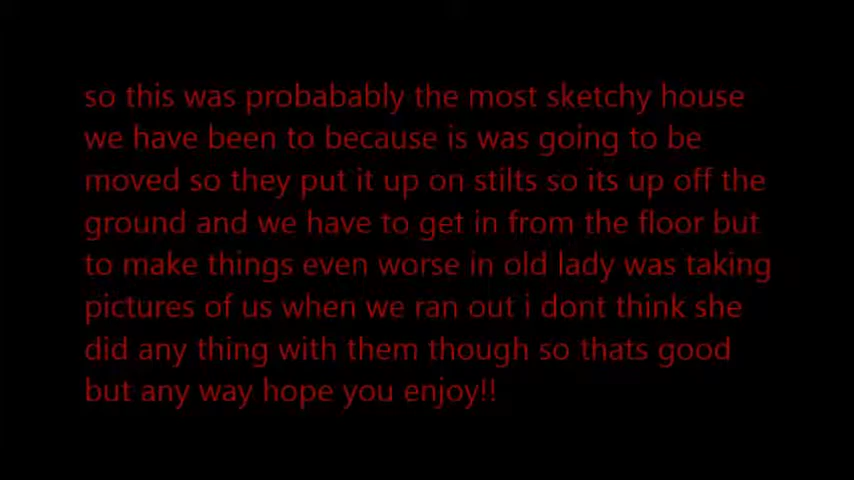 so this was probabably the most sketchy house
we have been to because is was going to be
moved so they put it up on stilts so its up off the
ground and we have to get in from the floor but
to make things even worse in old lady was taking
pictures of us when we ran out i dont think she
did any thing with them though so thats good
but any way hope you enjoy!!